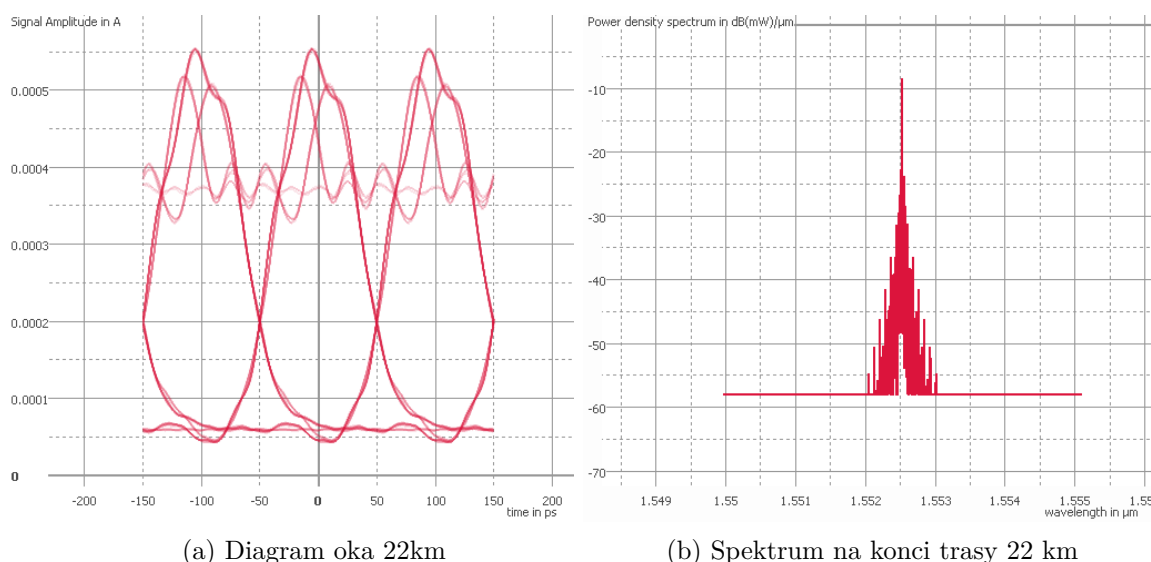 Signal Amplitude in A
0.0005
0.0004
0.0003
0.0002
0.0001
0
-200 -150 -100 -50 0 50 100 150 200
time in ps
(a) Diagram oka 22km
Power density spectrum in dB(mW)/µm
-10
-20
-30
-40
-50
-60
-70
1.549 1.55 1.551 1.552 1.553 1.554 1.555
wavelength in µm
(b) Spektrum na konci trasy 22 km